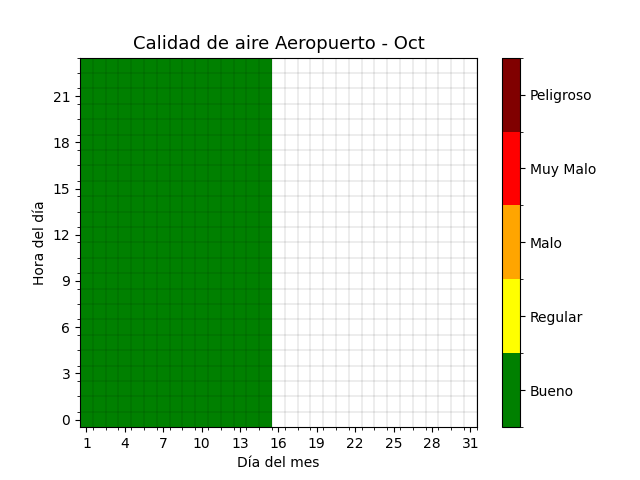 Calidad de aire Aeropuerto - Oct
Hora del día
21
18
15
12
9
6
3
0
1 4 7 10 13 16 19 22 25 28 31
Día del mes
Peligroso
Muy Malo
Malo
Regular
Bueno